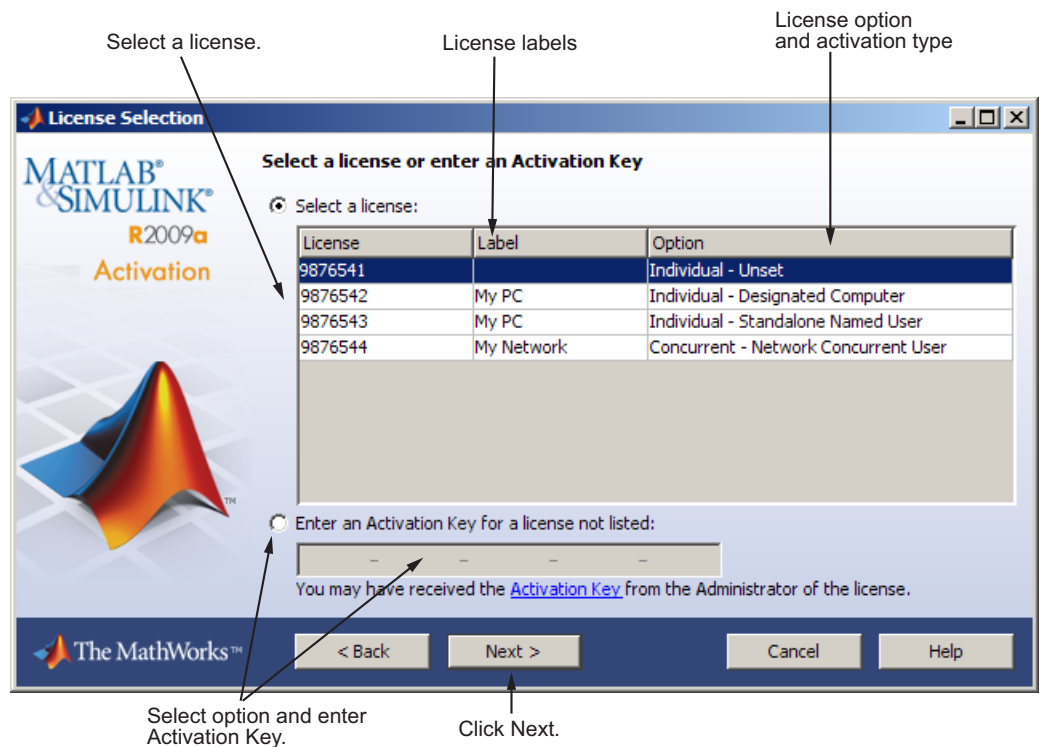 Select a license.
License labels
License option
and activation type
License Selection
MATLAB®
&SIMULINK®
R2009a
Activation
Select a license or enter an Activation Key
Select a license:
License Label Option
9876541 Individual - Unset
9876542 My PC Individual - Designated Computer
9876543 My PC Individual - Standalone Named User
9876544 My Network Concurrent - Network Concurrent User
TM
Enter an Activation Key for a license not listed:
- - - -
You may have received the Activation Key from the Administrator of the license.
The MathWorks™
< Back Next > Cancel Help
Select option and enter
Activation Key.
Click Next.